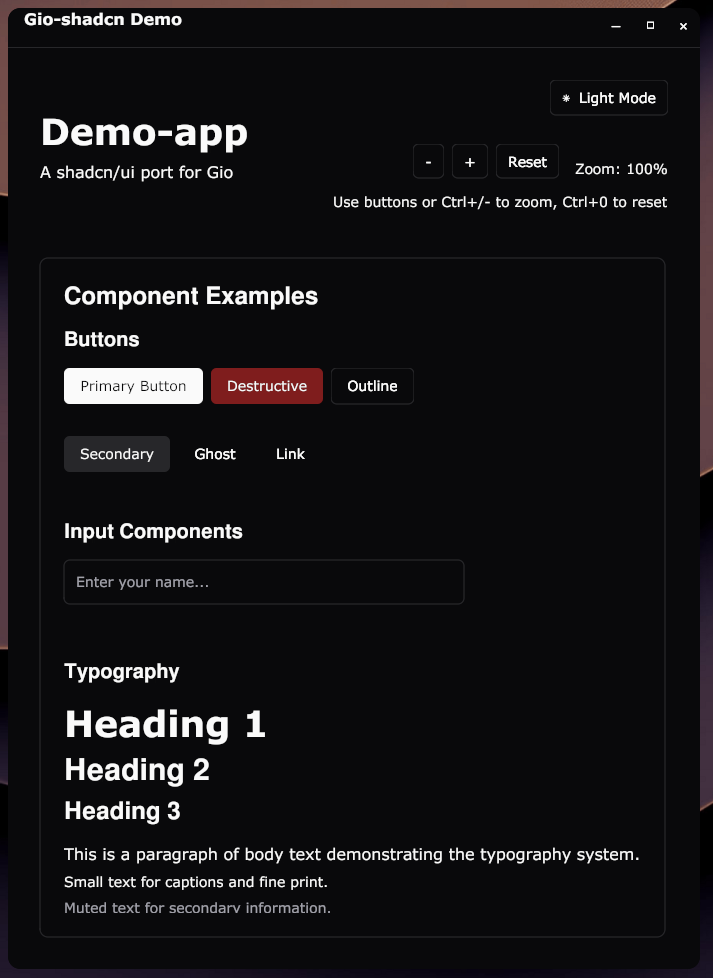 Gio-shadcn Demo
Light Mode
Demo-app
A shadcn/ui port for Gio
- + Reset Zoom: 100%
Use buttons or Ctrl+/- to zoom, Ctrl+0 to reset
Component Examples
Buttons
Primary Button Destructive Outline
Secondary Ghost Link
Input Components
Enter your name...
Typography
Heading 1
Heading 2
Heading 3
This is a paragraph of body text demonstrating the typography system.
Small text for captions and fine print.
Muted text for secondary information.